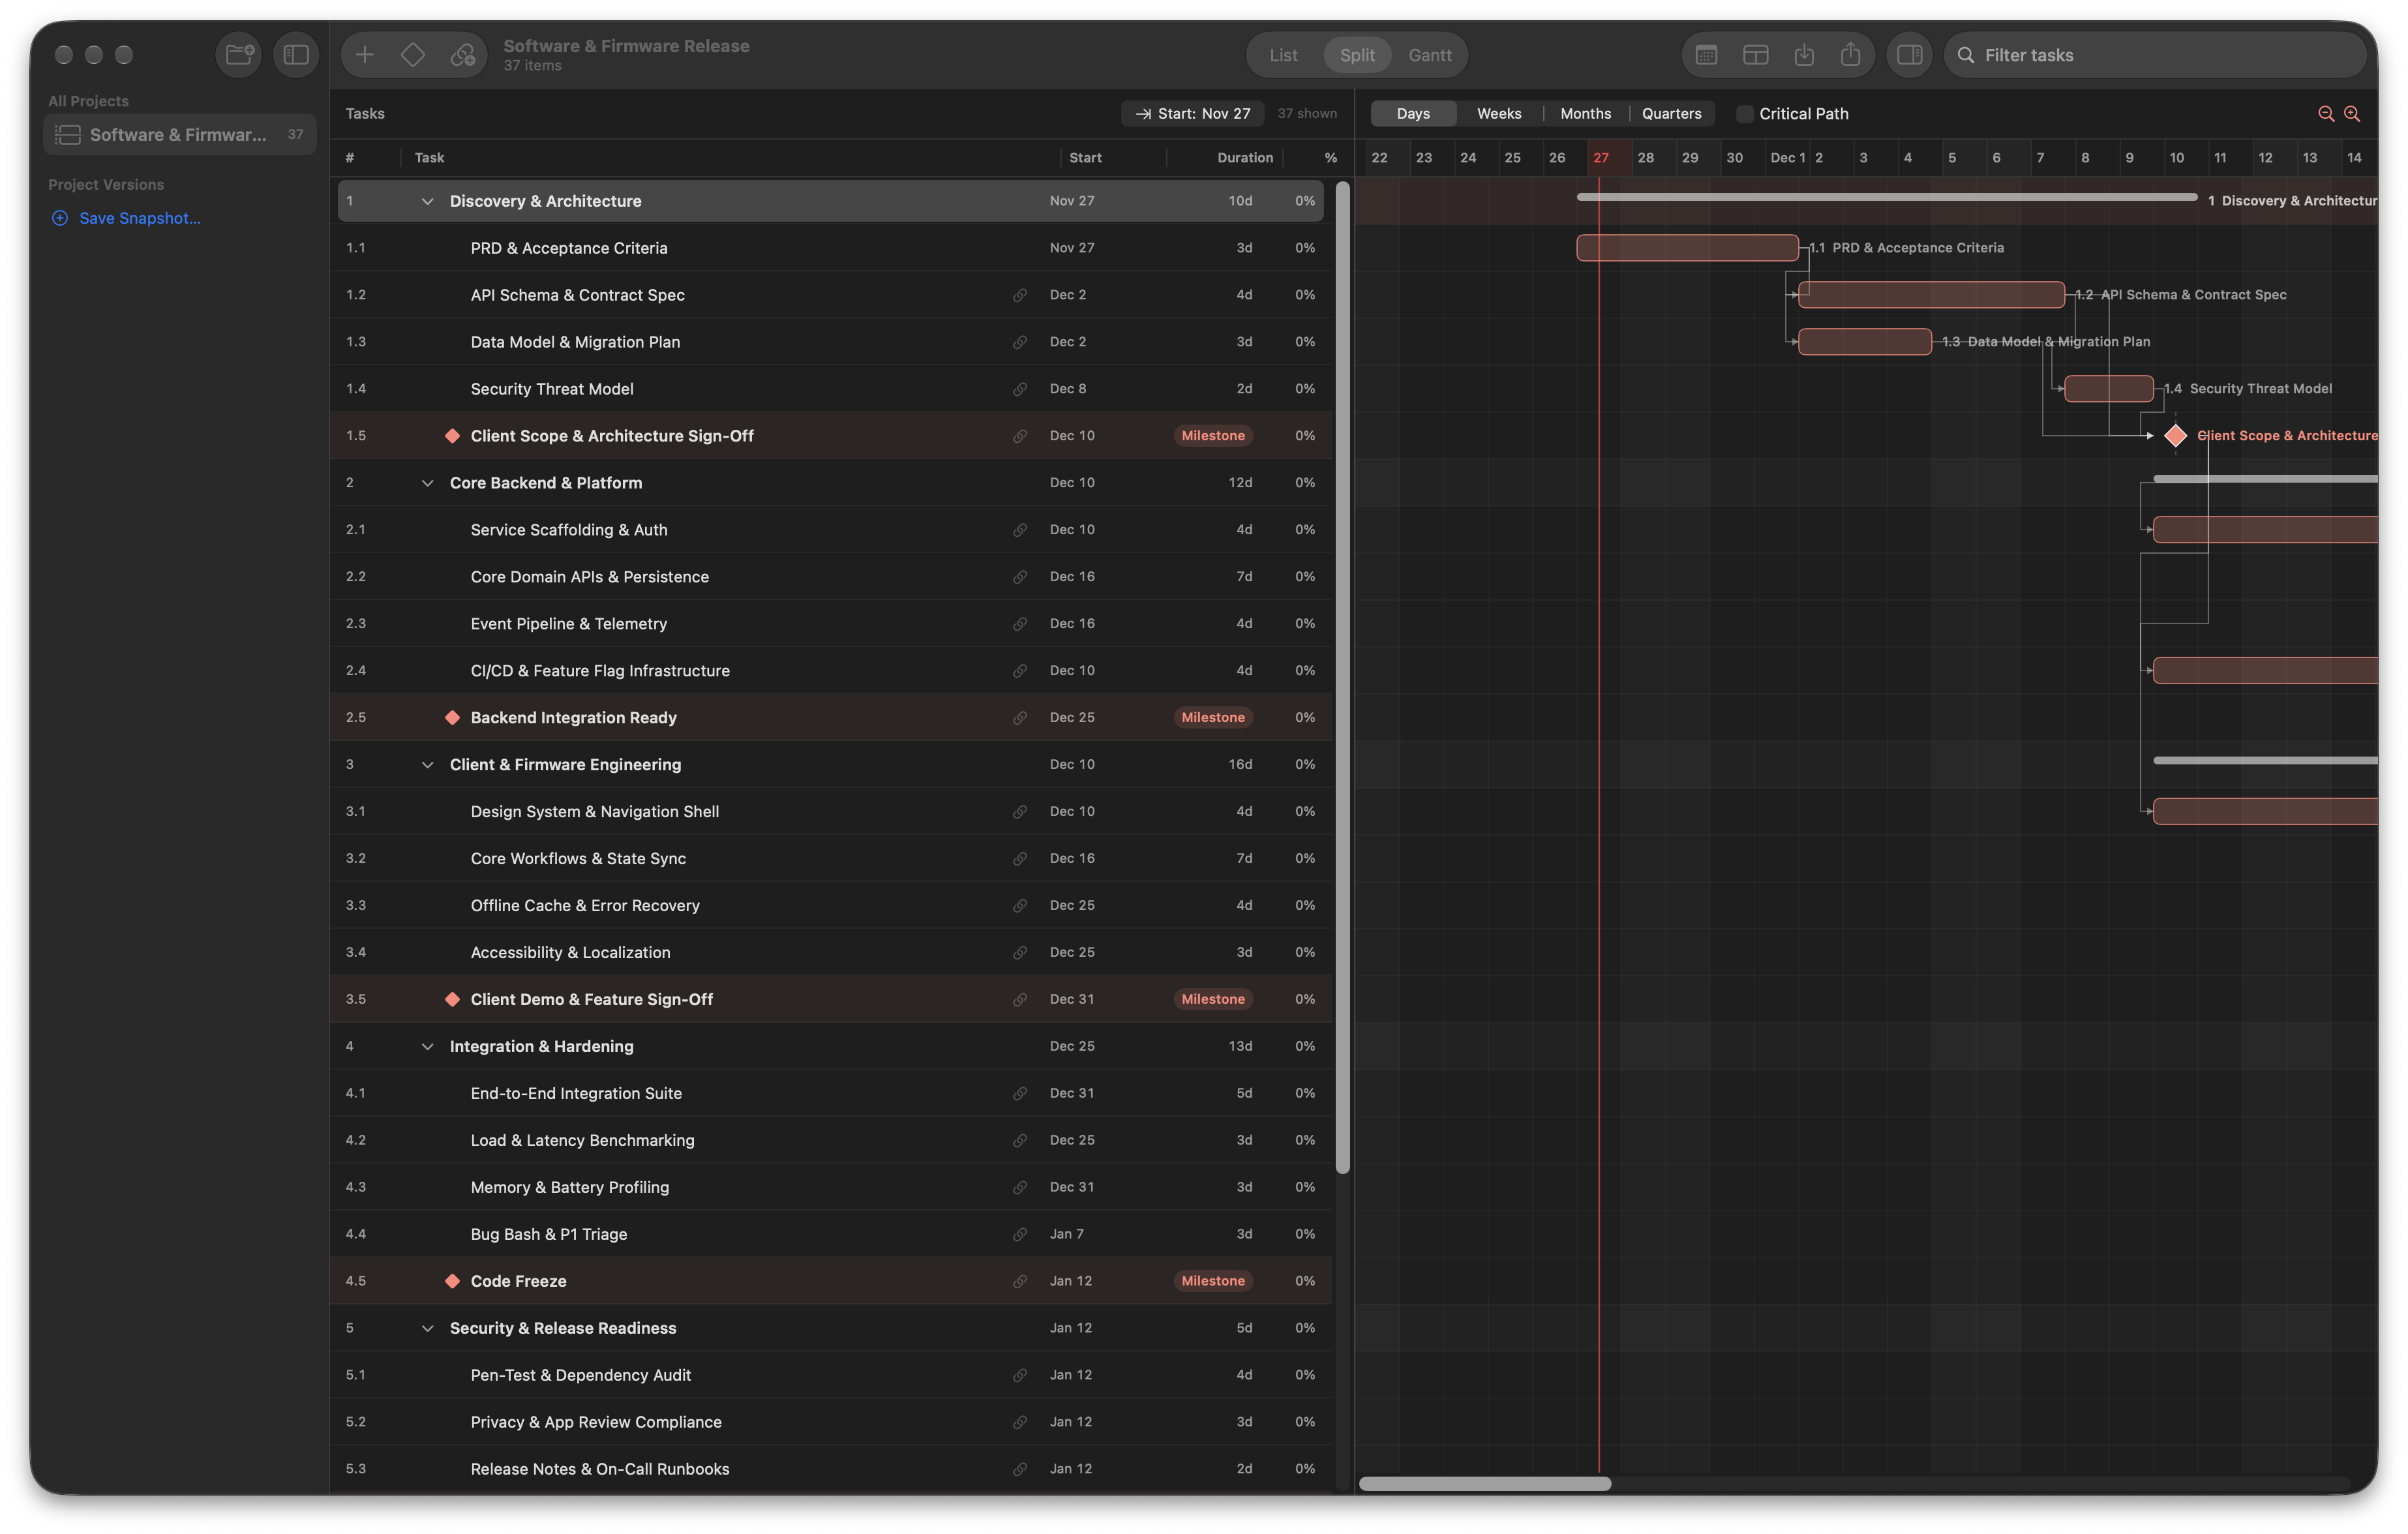 Software & Firmware Release
37 items
List
Split
Gantt
Filter tasks
All Projects
Software & Firmwar... 37
Project Versions
Save Snapshot...
Tasks
Start: Nov 27
37 shown
# Task Start Duration %
1 Discovery & Architecture Nov 27 10d 0%
1.1 PRD & Acceptance Criteria Nov 27 3d 0%
1.2 API Schema & Contract Spec Dec 2 4d 0%
1.3 Data Model & Migration Plan Dec 2 3d 0%
1.4 Security Threat Model Dec 8 2d 0%
1.5 Client Scope & Architecture Sign-Off Dec 10 Milestone 0%
2 Core Backend & Platform Dec 10 12d 0%
2.1 Service Scaffolding & Auth Dec 10 4d 0%
2.2 Core Domain APIs & Persistence Dec 16 7d 0%
2.3 Event Pipeline & Telemetry Dec 16 4d 0%
2.4 CI/CD & Feature Flag Infrastructure Dec 10 4d 0%
2.5 Backend Integration Ready Dec 25 Milestone 0%
3 Client & Firmware Engineering Dec 10 16d 0%
3.1 Design System & Navigation Shell Dec 10 4d 0%
3.2 Core Workflows & State Sync Dec 16 7d 0%
3.3 Offline Cache & Error Recovery Dec 25 4d 0%
3.4 Accessibility & Localization Dec 25 3d 0%
3.5 Client Demo & Feature Sign-Off Dec 31 Milestone 0%
4 Integration & Hardening Dec 25 13d 0%
4.1 End-to-End Integration Suite Dec 31 5d 0%
4.2 Load & Latency Benchmarking Dec 25 3d 0%
4.3 Memory & Battery Profiling Dec 31 3d 0%
4.4 Bug Bash & P1 Triage Jan 7 3d 0%
4.5 Code Freeze Jan 12 Milestone 0%
5 Security & Release Readiness Jan 12 5d 0%
5.1 Pen-Test & Dependency Audit Jan 12 4d 0%
5.2 Privacy & App Review Compliance Jan 12 3d 0%
5.3 Release Notes & On-Call Runbooks Jan 12 2d 0%
Days Weeks Months Quarters
Critical Path
22 23 24 25 26 27 28 29 30 Dec 1 2 3 4 5 6 7 8 9 10 11 12 13 14
1 Discovery & Architectur
1.1 PRD & Acceptance Criteria
1.2 API Schema & Contract Spec
1.3 Data Model & Migration Plan
1.4 Security Threat Model
Client Scope & Architecture